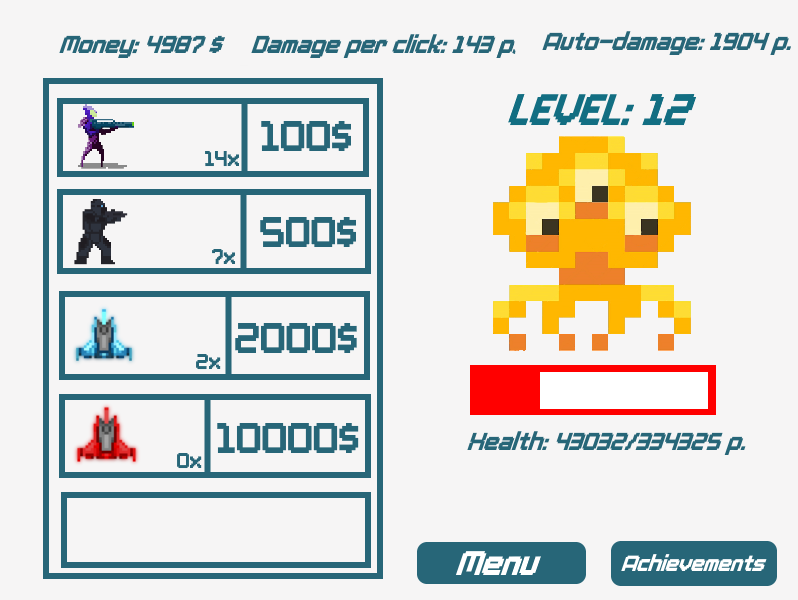 Money: 4987 $ Damage per click: 143 p. Auto-damage: 1904 p.
LEVEL: 12
14x 100$
7x 500$
2x 2000$
0x 10000$
Health: 43032/334325 p.
Menu Achievements